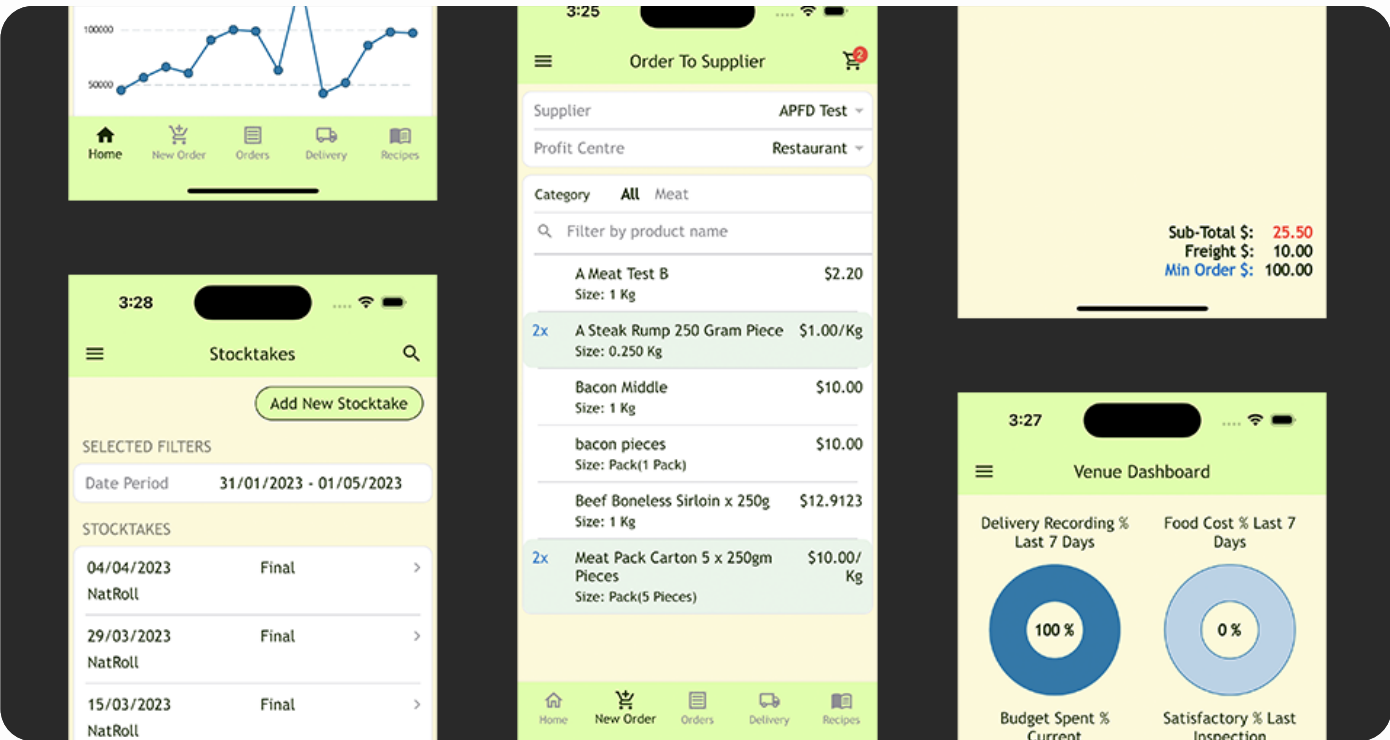 100000
50000
Home New Order Orders Delivery Recipes
3:28
Stocktakes
Add New Stocktake
SELECTED FILTERS
Date Period 31/01/2023 - 01/05/2023
STOCKTAKES
04/04/2023 Final
NatRoll
29/03/2023 Final
NatRoll
15/03/2023 Final
NatRoll
3:25
Order To Supplier
2
Supplier APFD Test
Profit Centre Restaurant
Category All Meat
Filter by product name
A Meat Test B $2.20
Size: 1 Kg
2x A Steak Rump 250 Gram Piece $1.00/Kg
Size: 0.250 Kg
Bacon Middle $10.00
Size: 1 Kg
bacon pieces $10.00
Size: Pack(1 Pack)
Beef Boneless Sirloin x 250g $12.9123
Size: 1 Kg
2x Meat Pack Carton 5 x 250gm $10.00/
Pieces Kg
Size: Pack(5 Pieces)
Home New Order Orders Delivery Recipes
Sub-Total $: 25.50
Freight $: 10.00
Min Order $: 100.00
3:27
Venue Dashboard
Delivery Recording % Last 7 Days
Food Cost % Last 7 Days
100 % 0 %
Budget Spent % Current
Satisfactory % Last Inspection